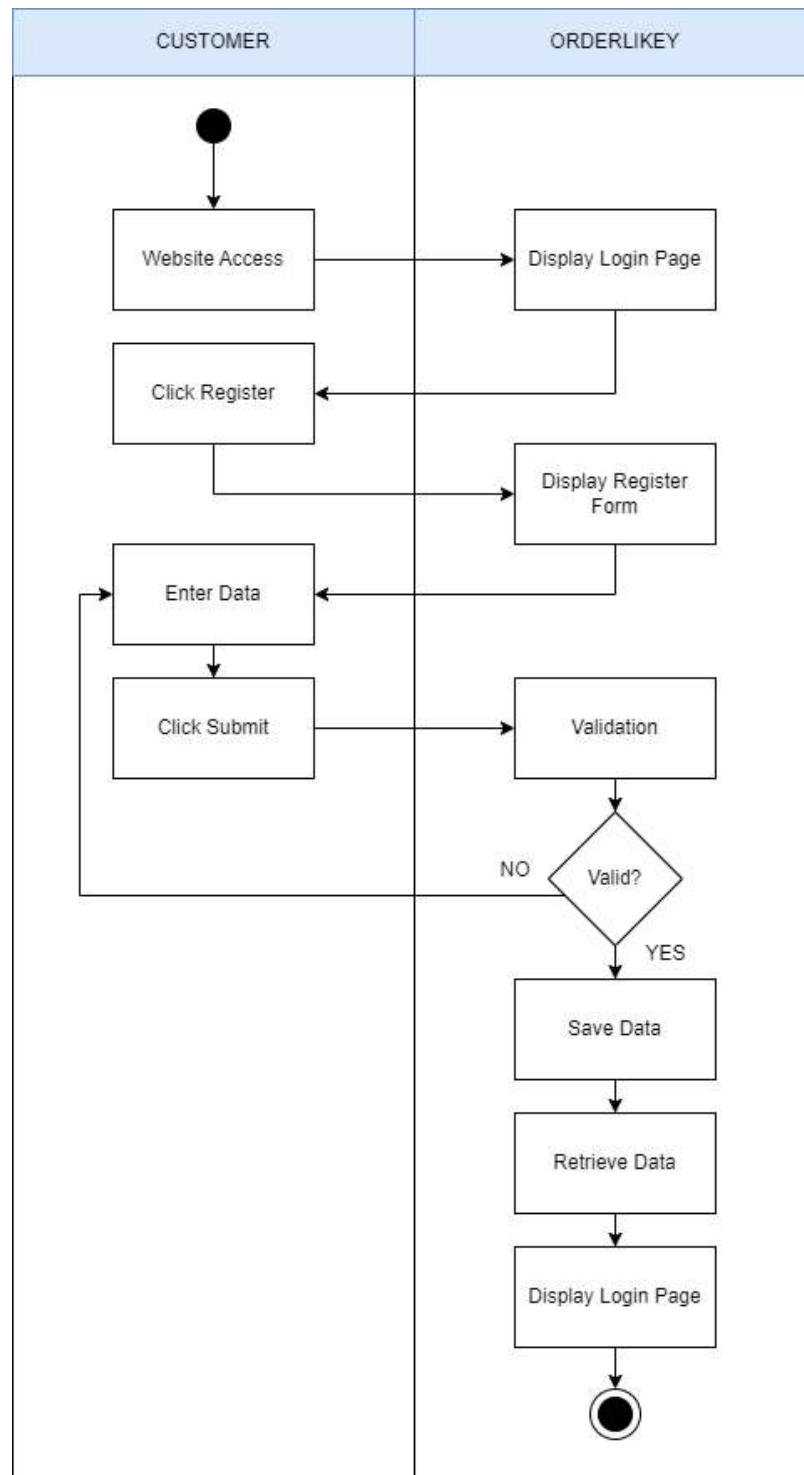 CUSTOMER
ORDERLIKEY
Website Access
Display Login Page
Click Register
Display Register
Form
Enter Data
Click Submit
Validation
Valid?
NO
YES
Save Data
Retrieve Data
Display Login Page